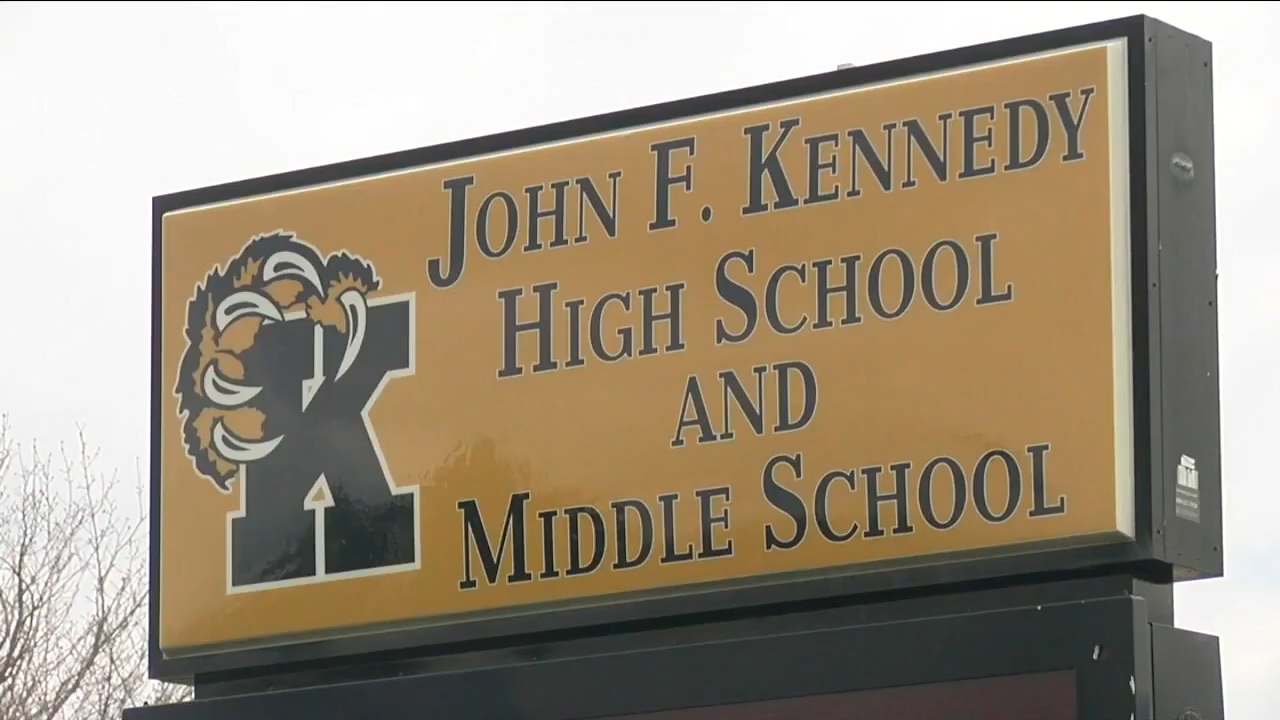 K
JOHN F. KENNEDY
HIGH SCHOOL
AND
MIDDLE SCHOOL